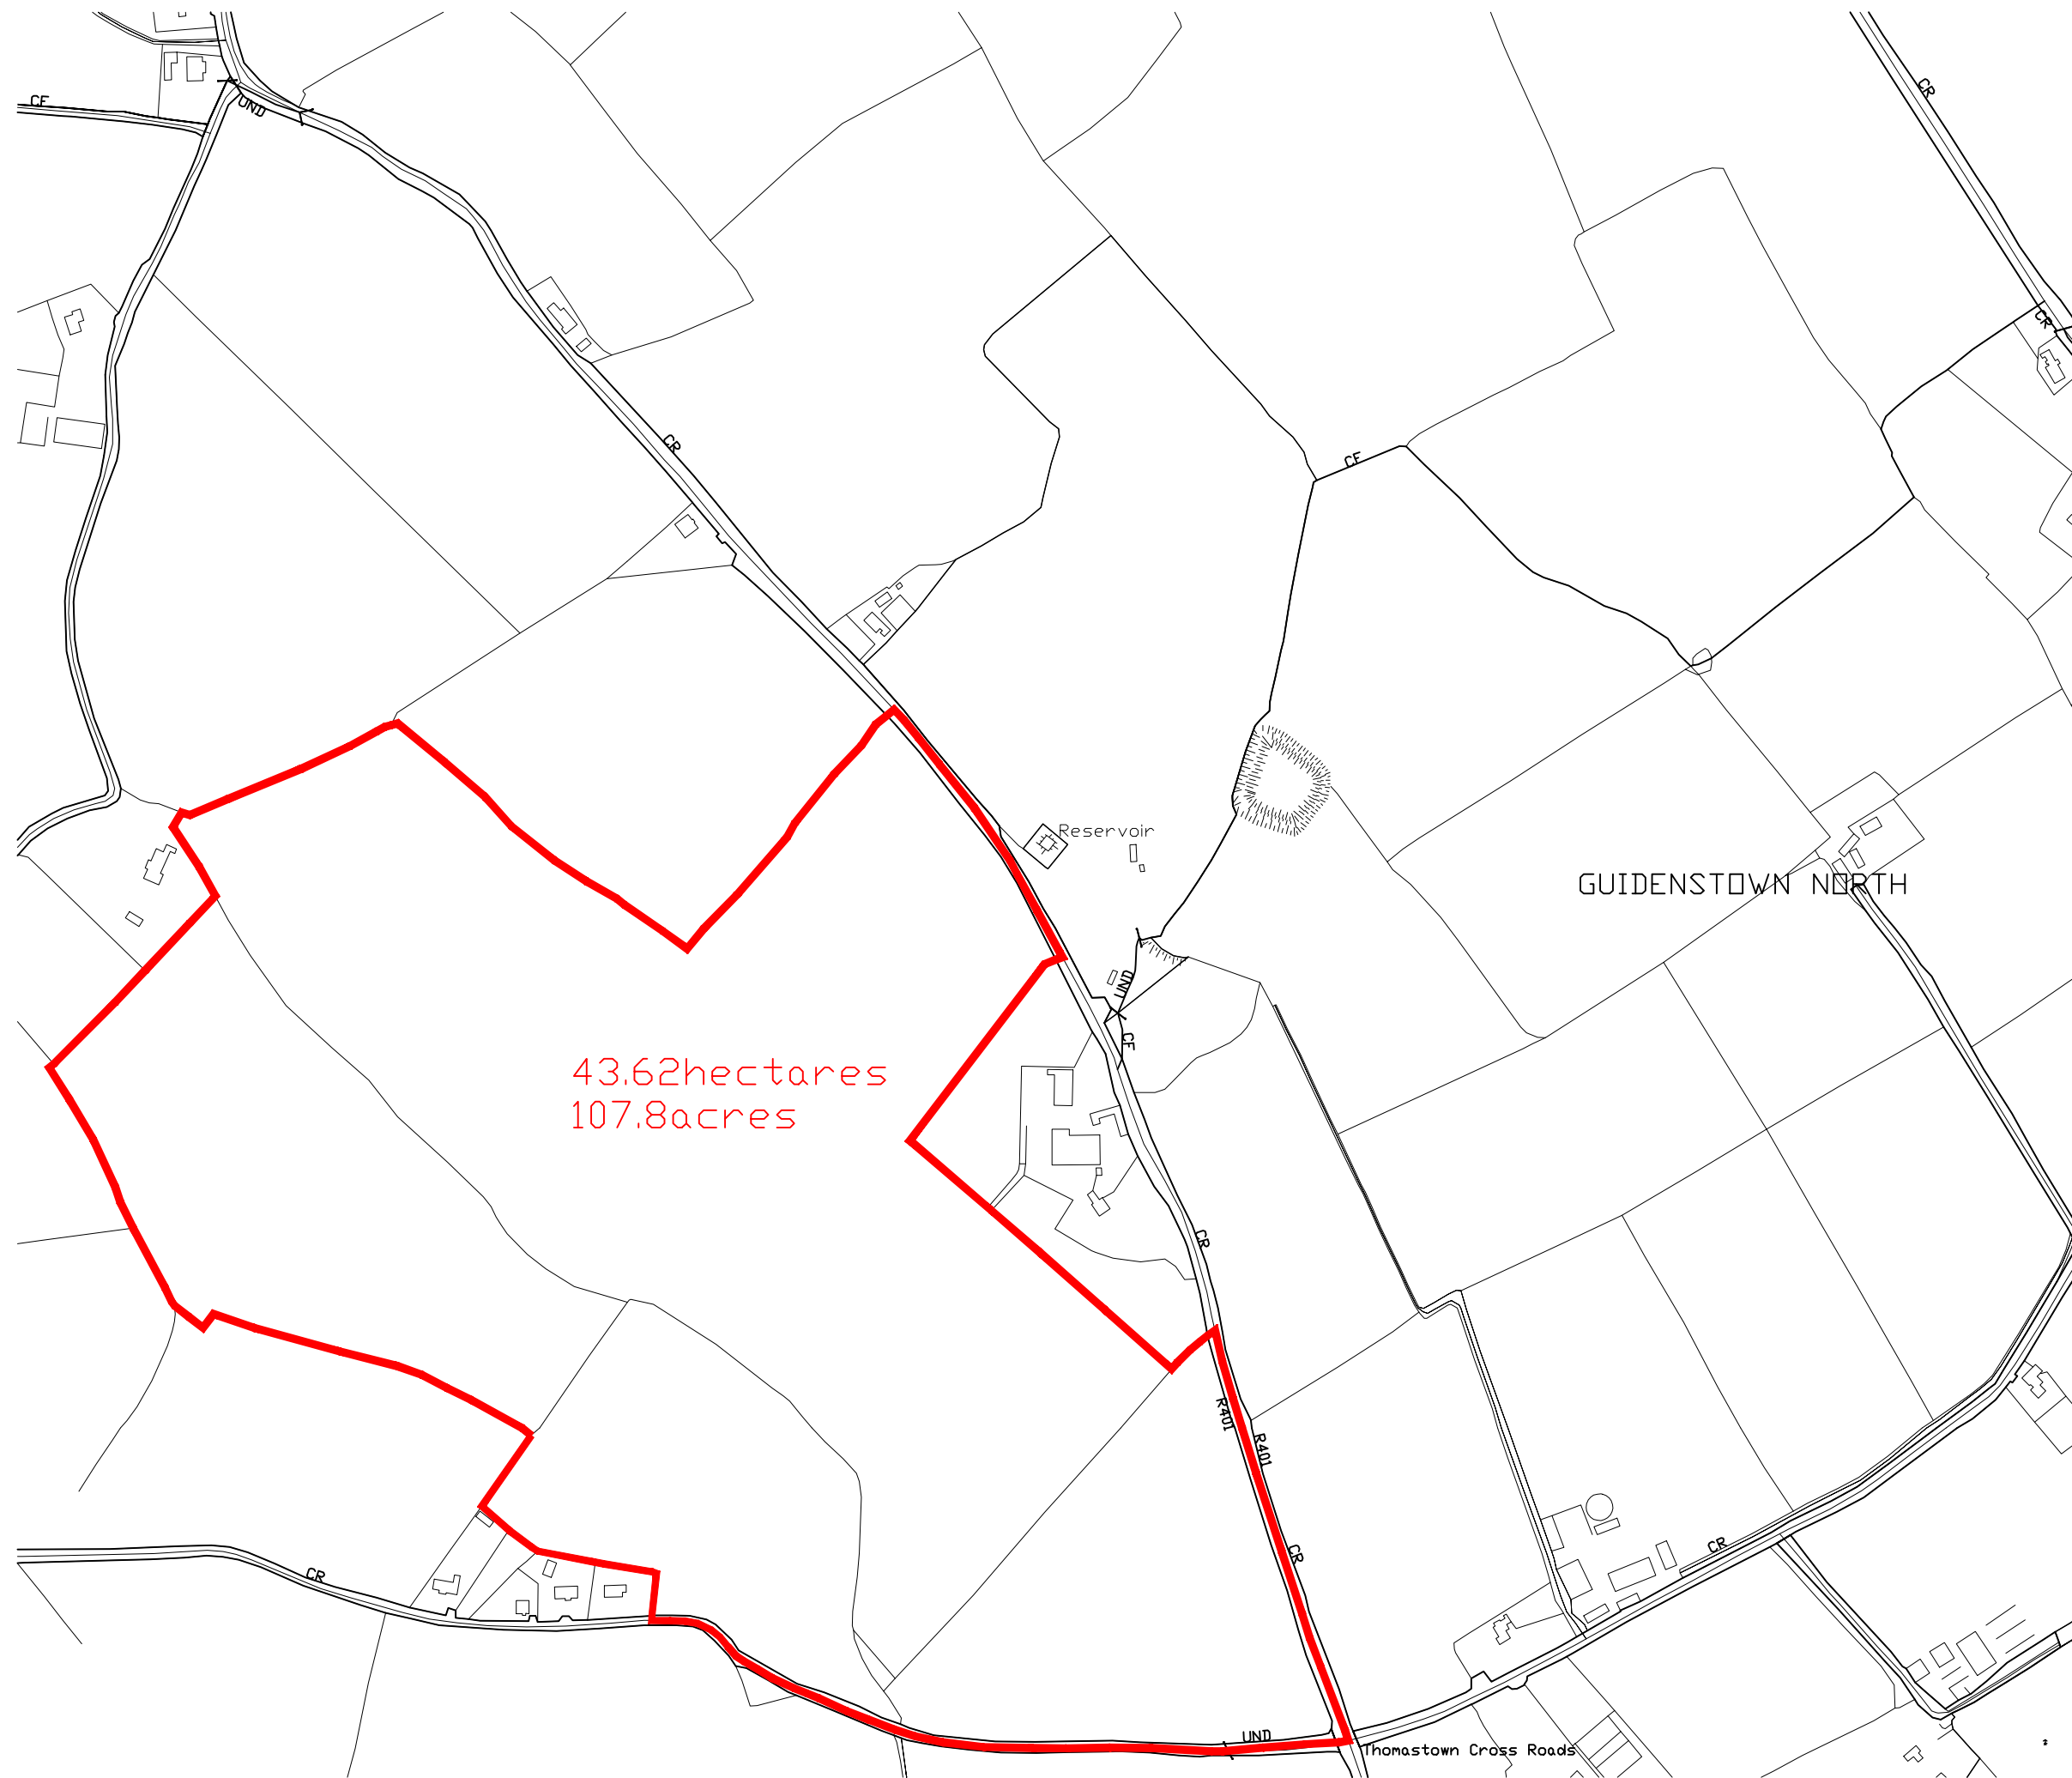 CF
UND
CR
CR
CR
CF
Reservoir
GUIDENSTOWN NORTH
UND
CF
43.62hectares
107.8acres
CR
R401
R401
CR
CR
CR
UND
Thomastown Cross Roads